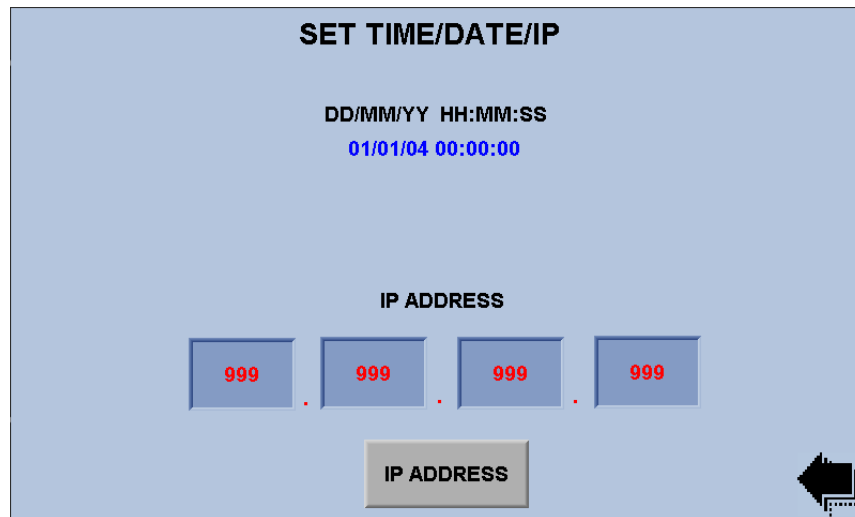 SET TIME/DATE/IP
DD/MM/YY HH:MM:SS
01/01/04 00:00:00
IP ADDRESS
999 . 999 . 999 . 999
IP ADDRESS